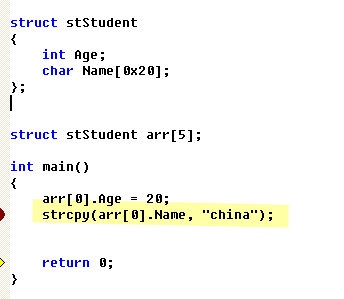 struct stStudent
{
int Age;
char Name[0x20];
};
struct stStudent arr[5];
int main()
{
arr[0].Age = 20;
strcpy(arr[0].Name, "china");
return 0;
}